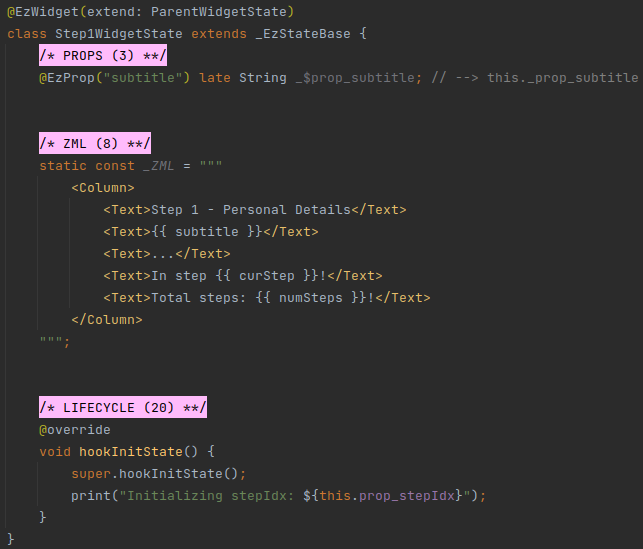 @EzWidget(extend: ParentWidgetState)
class Step1WidgetState extends _EzStateBase {
    /* PROPS (3) **/
    @EzProp("subtitle") late String _$prop_subtitle; // --> this._prop_subtitle
    /* ZML (8) **/
    static const _ZML = """
        <Column>
            <Text>Step 1 - Personal Details</Text>
            <Text>{{ subtitle }}</Text>
            <Text>...</Text>
            <Text>In step {{ curStep }}!</Text>
            <Text>Total steps: {{ numSteps }}!</Text>
        </Column>
    """;
    /* LIFECYCLE (20) **/
    @override
    void hookInitState() {
        super.hookInitState();
        print("Initializing stepIdx: ${this.prop_stepIdx}");
    }
}